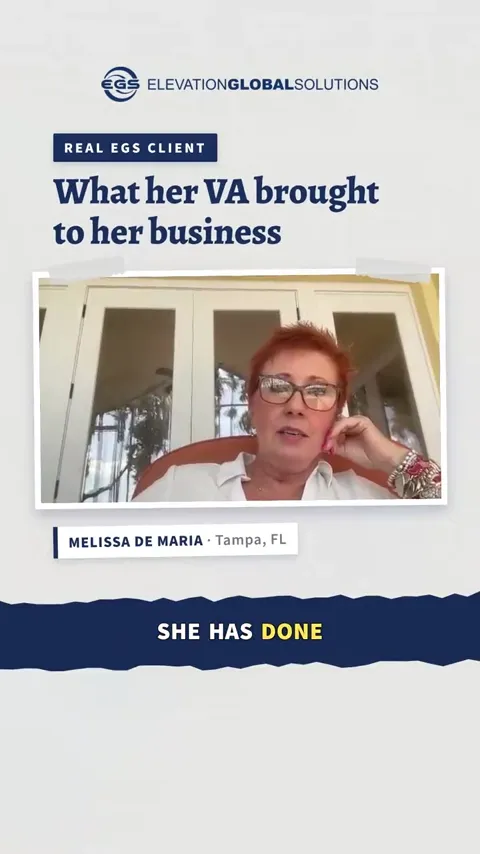 EGS ELEVATIONGLOBALSOLUTIONS
REAL EGS CLIENT
What her VA brought
to her business
MELISSA DE MARIA · Tampa, FL
SHE HAS DONE